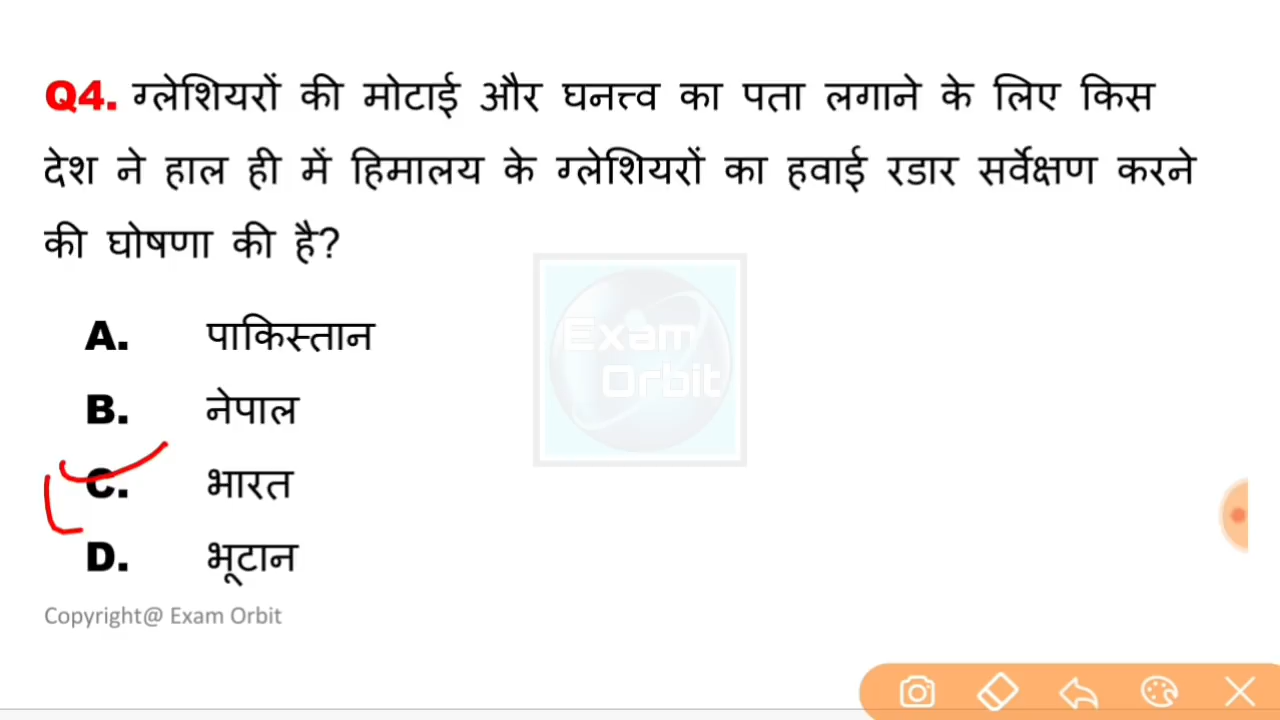 Q4. ग्लेशियरों की मोटाई और घनत्त्व का पता लगाने के लिए किस
देश ने हाल ही में हिमालय के ग्लेशियरों का हवाई रडार सर्वेक्षण करने
की घोषणा की है?
Exam
Orbit
A. पाकिस्तान
B. नेपाल
C. भारत
D. भूटान
Copyright@ Exam Orbit